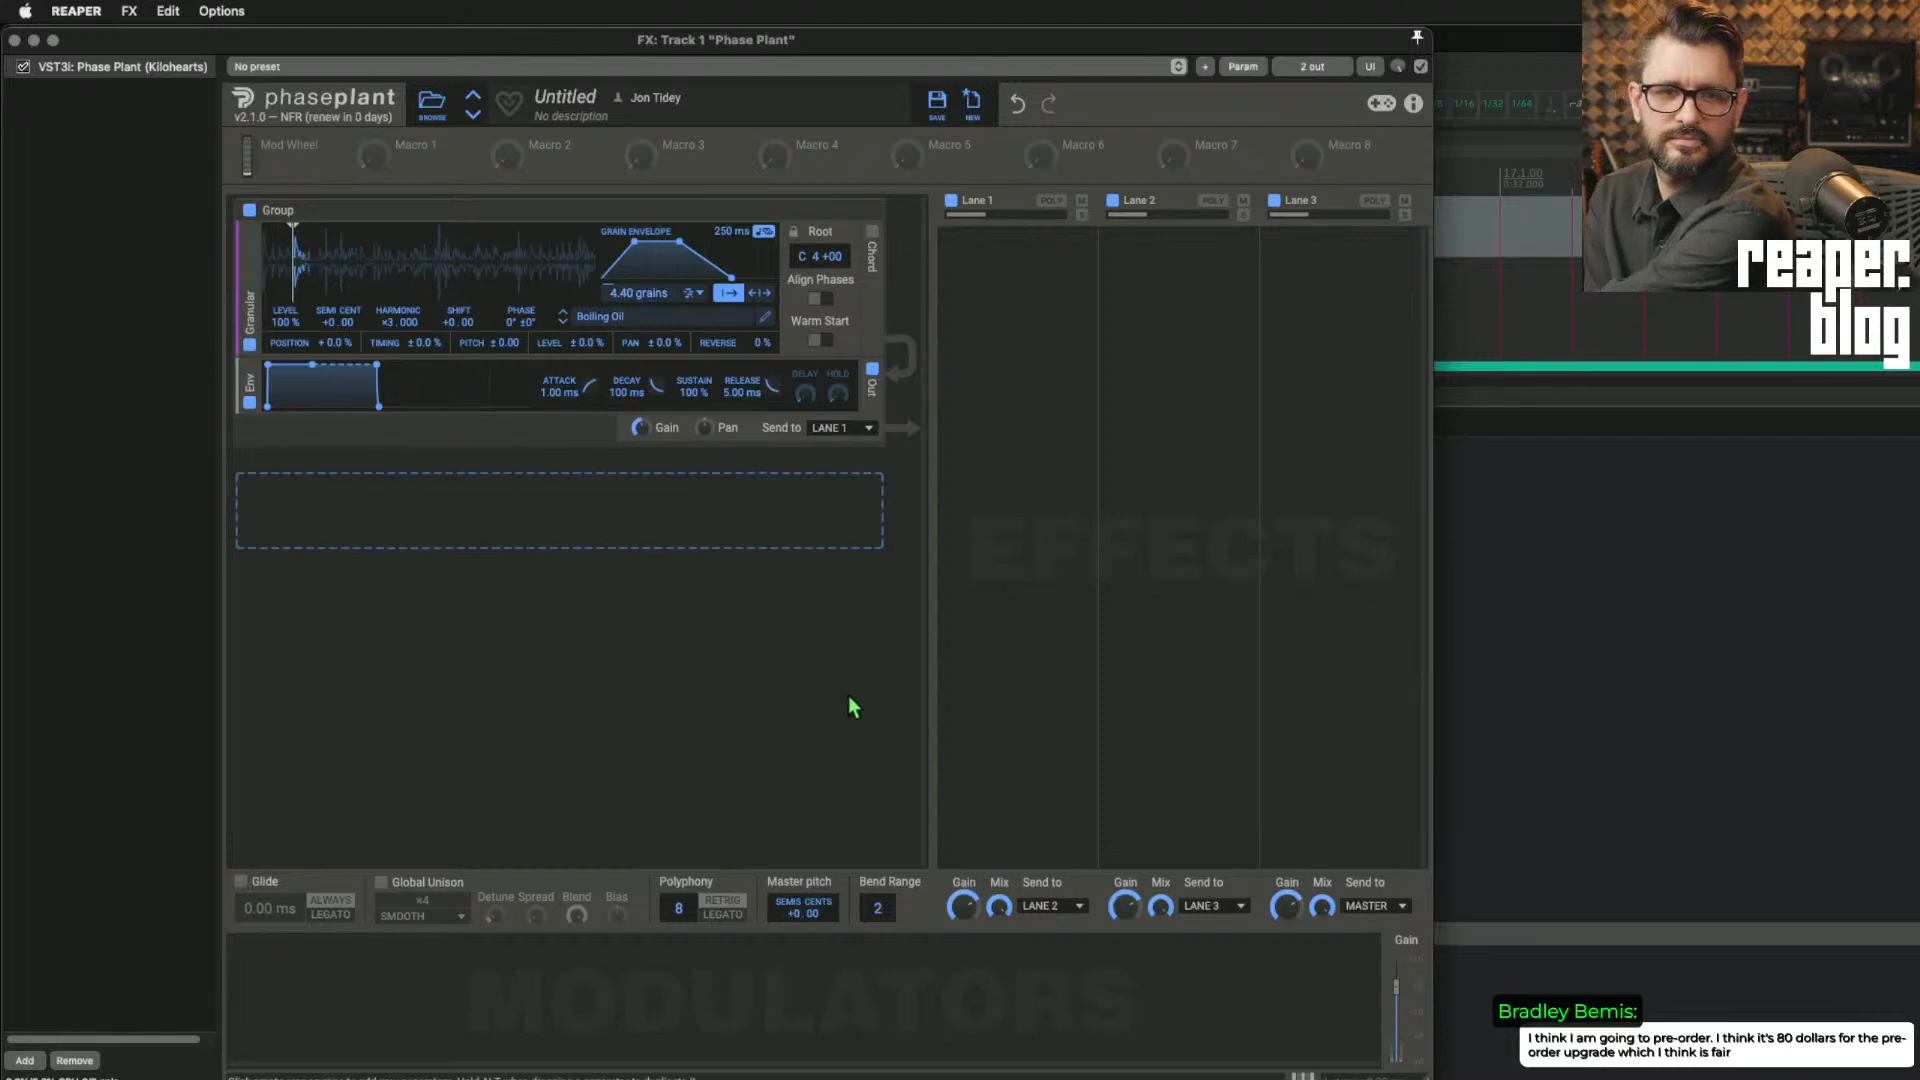 REAPER FX Edit Options
FX: Track 1 "Phase Plant"
VST3i: Phase Plant (Kilohearts)
No preset
+ Param 2 out UI
phaseplant
v2.1.0 — NFR (renew in 0 days)
BROWSE
Untitled Jon Tidey
No description
SAVE NEW
Mod Wheel Macro 1 Macro 2 Macro 3 Macro 4 Macro 5 Macro 6 Macro 7 Macro 8
Group
Lane 1 POLY M S
Lane 2 POLY M S
Lane 3 POLY M S
Granular
GRAIN ENVELOPE 250 ms
4.40 grains
LEVEL SEMI CENT HARMONIC SHIFT PHASE
100 % +0.00 ×3.000 +0.00 0° ±0°
Boiling Oil
POSITION + 0.0 % TIMING ± 0.0 % PITCH ± 0.00 LEVEL ± 0.0 % PAN ± 0.0 % REVERSE 0 %
Root
C 4 +00
Align Phases
Warm Start
Chord
Env
ATTACK DECAY SUSTAIN RELEASE DELAY HOLD
1.00 ms 100 ms 100 % 5.00 ms
Out
Gain Pan Send to LANE 1
EFFECTS
Glide
0.00 ms
ALWAYS
LEGATO
Global Unison
×4
SMOOTH
Detune Spread Blend Bias
Polyphony
8
RETRIG
LEGATO
Master pitch
SEMIS CENTS
+0.00
Bend Range
2
Gain Mix Send to
LANE 2
Gain Mix Send to
LANE 3
Gain Mix Send to
MASTER
MODULATORS
Gain
Add Remove
1/16 1/32 1/64
17.1.00
0:32.000
reaper.
blog
Bradley Bemis:
I think I am going to pre-order. I think it's 80 dollars for the pre-
order upgrade which I think is fair